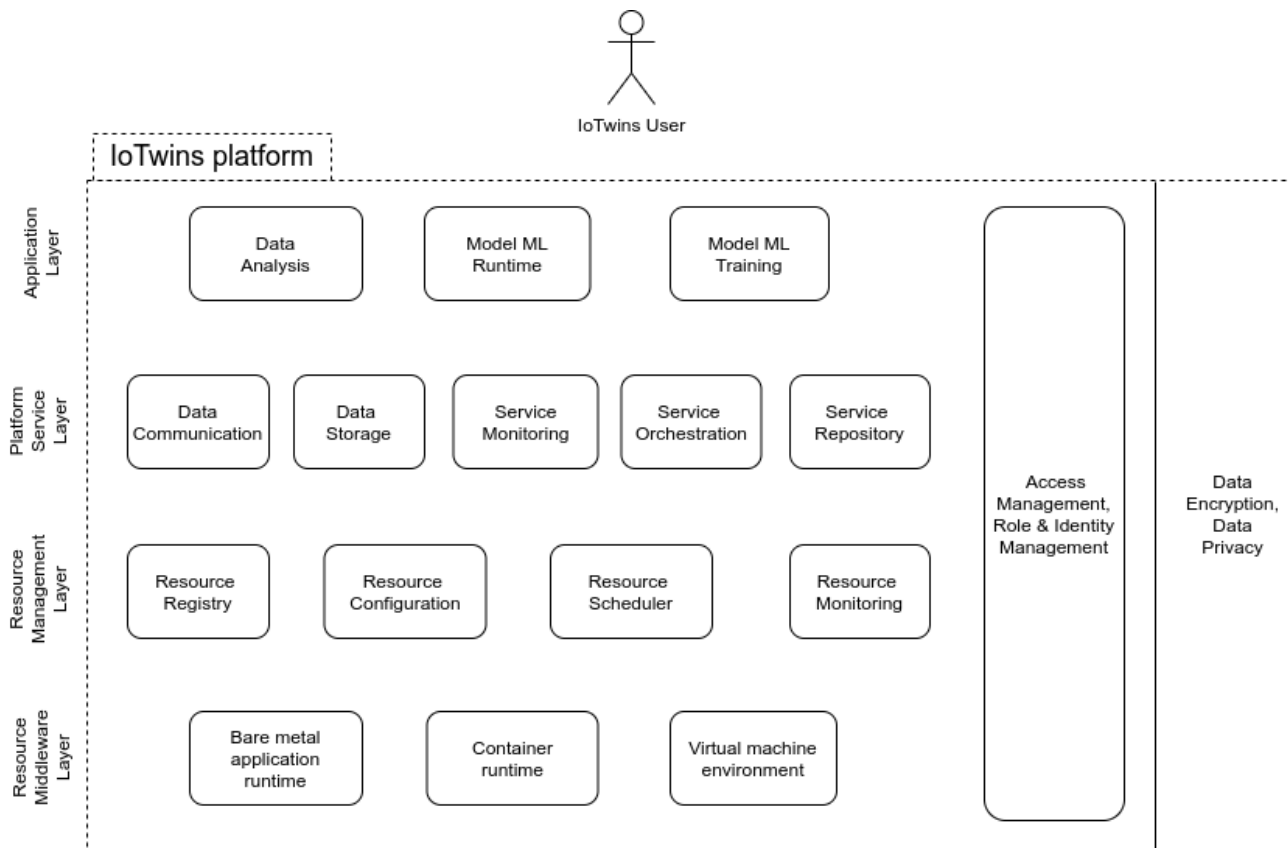 IoTwins User
IoTwins platform
Application
Layer
Data
Analysis
Model ML
Runtime
Model ML
Training
Platform
Service
Layer
Data
Communication
Data
Storage
Service
Monitoring
Service
Orchestration
Service
Repository
Access
Management,
Role & Identity
Management
Data
Encryption,
Data
Privacy
Resource
Management
Layer
Resource
Registry
Resource
Configuration
Resource
Scheduler
Resource
Monitoring
Resource
Middleware
Layer
Bare metal
application
runtime
Container
runtime
Virtual machine
environment